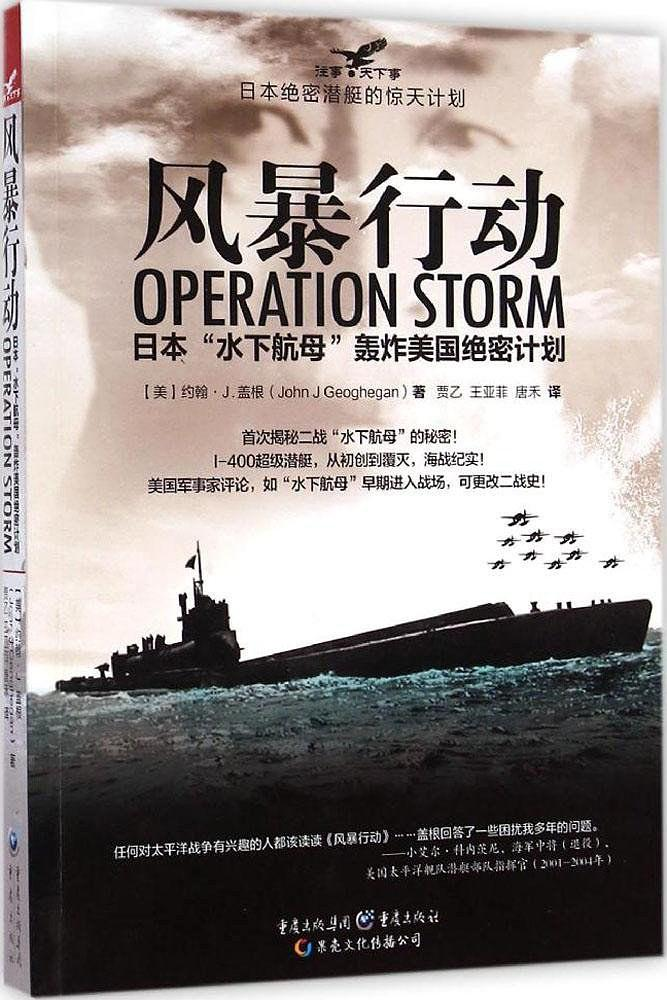 往事 天下事
日本绝密潜艇的惊天计划
风暴行动
OPERATION STORM
日本“水下航母”轰炸美国绝密计划
【美】约翰·J.盖根(John J Geoghegan) 著 贾乙 王亚菲 唐禾 译
首次揭秘二战“水下航母”的秘密!
I-400超级潜艇，从初创到覆灭，海战纪实!
美国军事家评论，如“水下航母”早期进入战场，可更改二战史!
任何对太平洋战争有兴趣的人都该读读《风暴行动》……盖根回答了一些困扰我多年的问题。
——小艾尔·科内茨尼、海军中将(退役)、
美国太平洋舰队潜艇部队指挥官(2001-2004年)
重庆出版集团 重庆出版社
果壳文化传播公司
风暴行动
日本“水下航母”轰炸美国绝密计划
OPERATION STORM